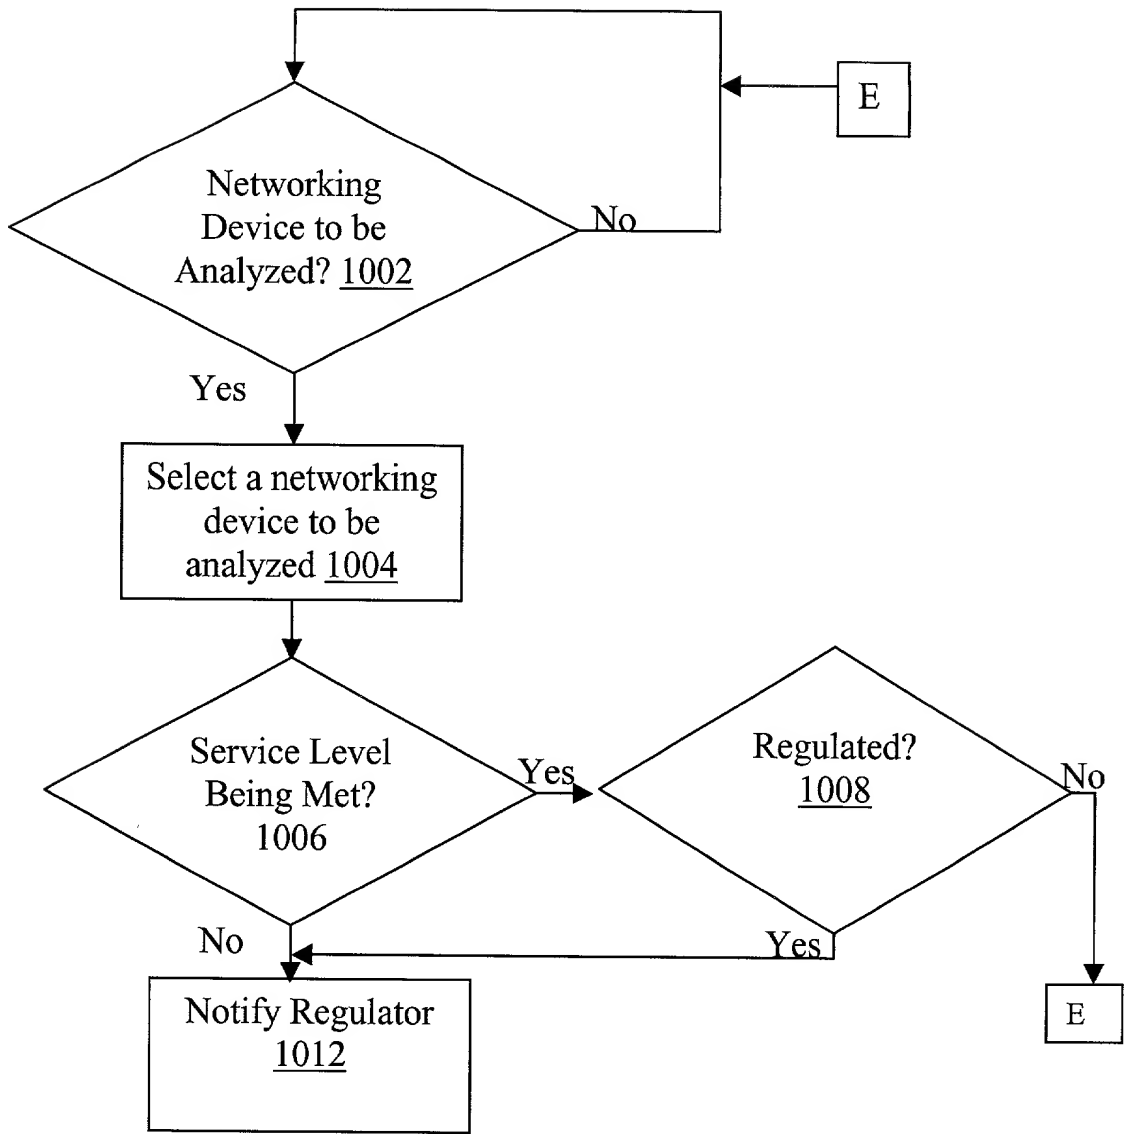 E
Networking
Device to be
Analyzed? 1002
No
Yes
Select a networking
device to be
analyzed 1004
Service Level
Being Met?
1006
Yes
Regulated?
1008
No
No
Yes
Notify Regulator
1012
E